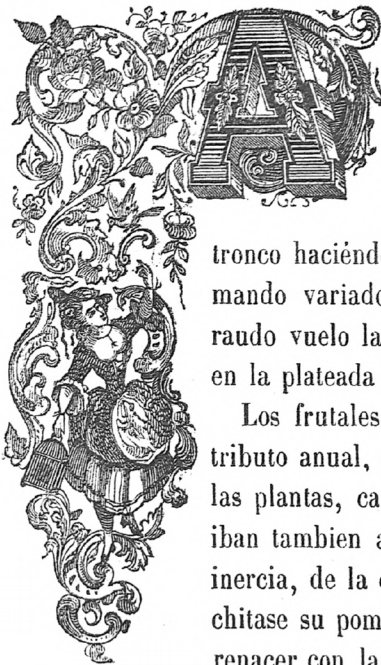 A
tronco haciénd
mando variado
raudo vuelo la
en la plateada
Los frutales
tributo anual,
las plantas, ca
iban tambien a
inercia, de la
chitase su pom
renacer con la